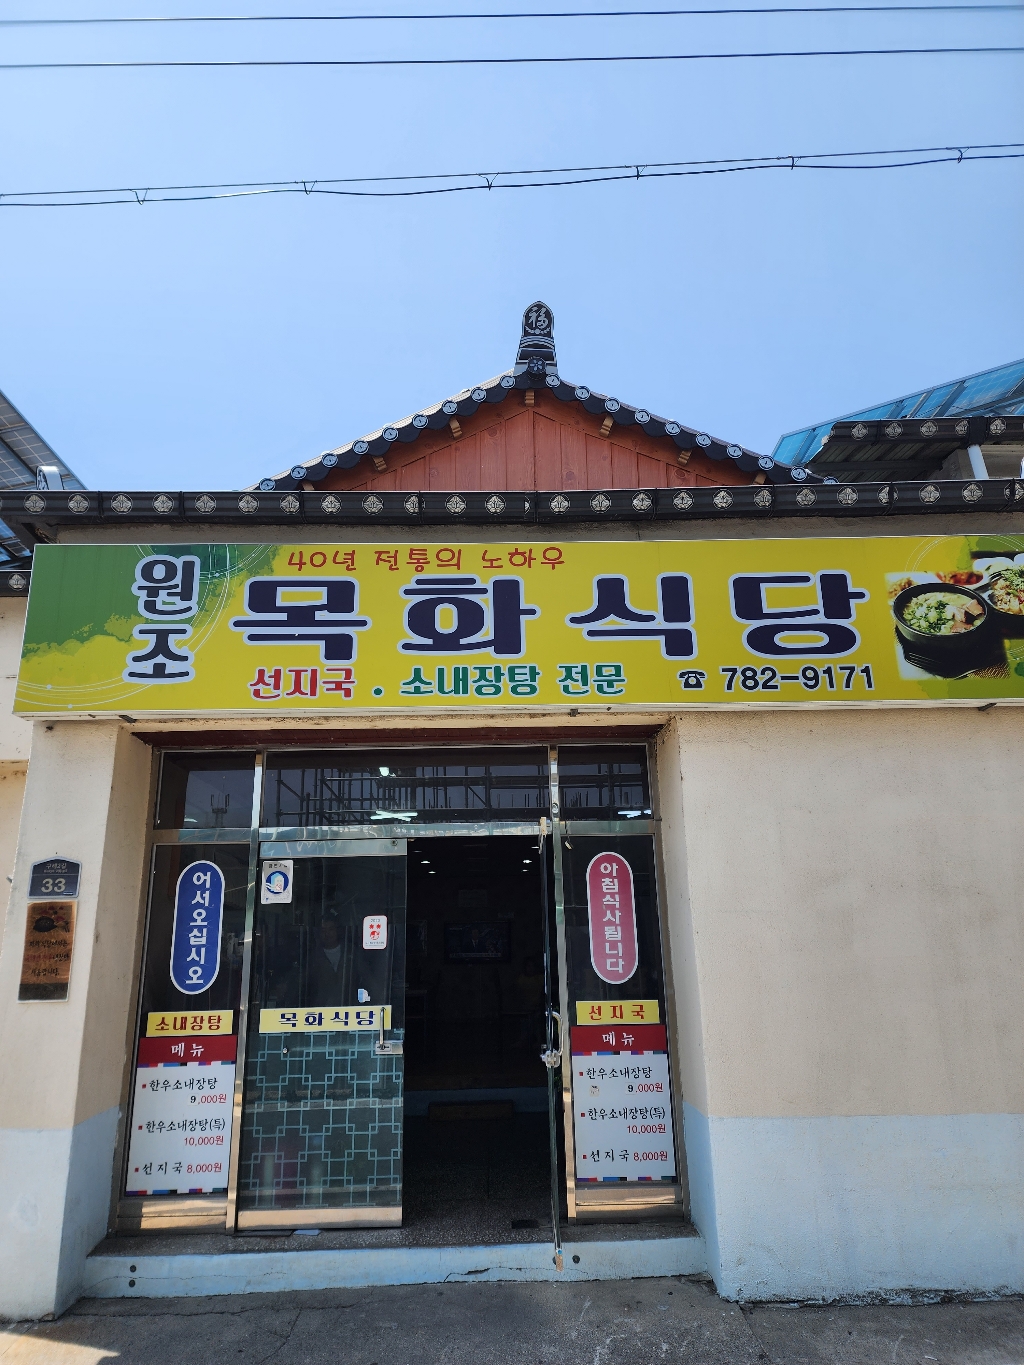 福
40년 전통의 노하우
원조
목화식당
선지국 . 소내장탕 전문
☎ 782-9171
33
어서오십시오
소내장탕
메뉴
한우소내장탕
9,000원
한우소내장탕(특)
10,000원
선지국 8,000원
목화식당
아침식사됩니다
선지국
메뉴
한우소내장탕
9,000원
한우소내장탕(특)
10,000원
선지국 8,000원